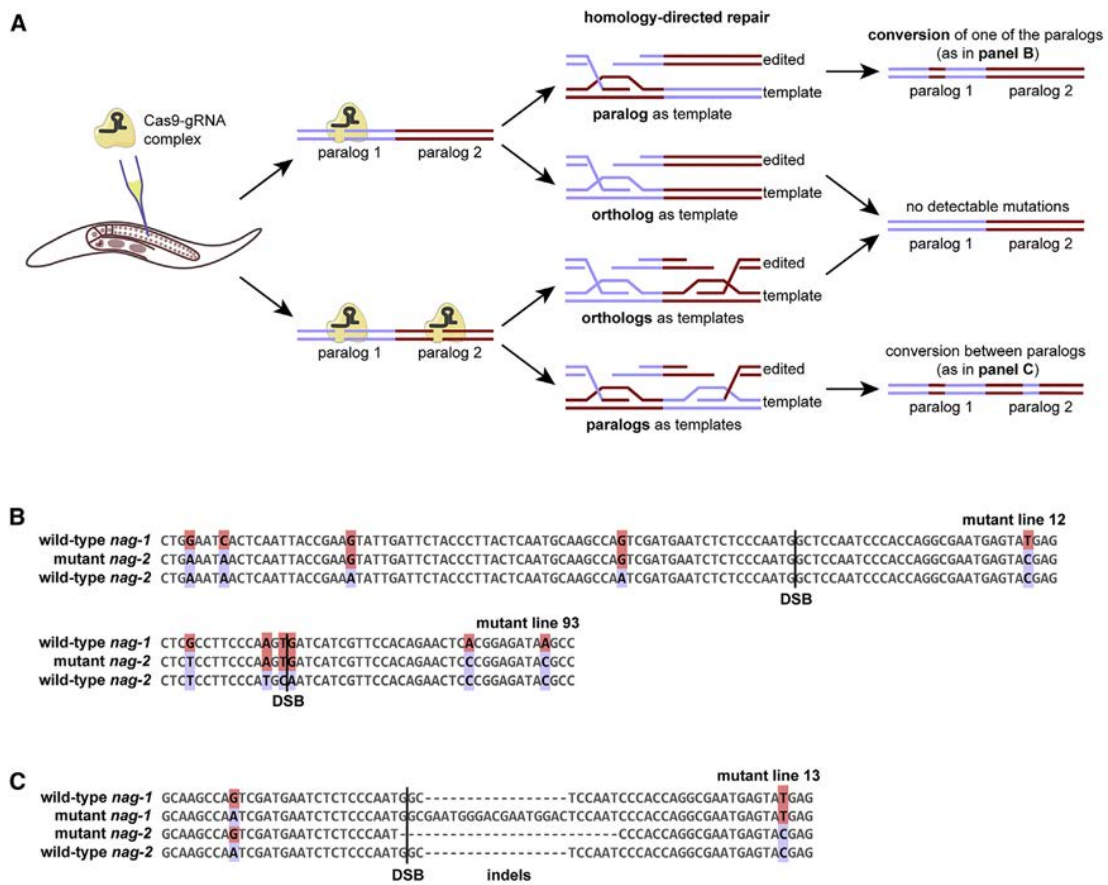 A
homology-directed repair
Cas9-gRNA
complex
paralog 1 paralog 2
edited
template
paralog as template
conversion of one of the paralogs
(as in panel B)
paralog 1 paralog 2
edited
template
ortholog as template
no detectable mutations
paralog 1 paralog 2
paralog 1 paralog 2
edited
template
orthologs as templates
edited
template
paralogs as templates
conversion between paralogs
(as in panel C)
paralog 1 paralog 2
B
mutant line 12
wild-type nag-1 CTGGAATCACTCAATTACCGAAGTATTGATTCTACCCTTACTCAATGCAAGCCAGTCGATGAATCTCTCCCAATGGCTCCAATCCCACCAGGCGAATGAGTATGAG
mutant nag-2 CTGAAATAACTCAATTACCGAAGTATTGATTCTACCCTTACTCAATGCAAGCCAGTCGATGAATCTCTCCCAATGGCTCCAATCCCACCAGGCGAATGAGTACGAG
wild-type nag-2 CTGAAATAACTCAATTACCGAAATATTGATTCTACCCTTACTCAATGCAAGCCAATCGATGAATCTCTCCCAATGGCTCCAATCCCACCAGGCGAATGAGTACGAG
DSB
mutant line 93
wild-type nag-1 CTCGCCTTCCCAAGTGATCATCGTTCCACAGAACTCACGGAGATAAGCC
mutant nag-2 CTCTCCTTCCCAAGTGATCATCGTTCCACAGAACTCCCGGAGATACGCC
wild-type nag-2 CTCTCCTTCCCATGCAATCATCGTTCCACAGAACTCCCGGAGATACGCC
DSB
C
mutant line 13
wild-type nag-1 GCAAGCCAGTCGATGAATCTCTCCCAATGGC-----------------TCCAATCCCACCAGGCGAATGAGTATGAG
mutant nag-1 GCAAGCCAATCGATGAATCTCTCCCAATGGCGAATGGGACGAATGGACTCCAATCCCACCAGGCGAATGAGTATGAG
mutant nag-2 GCAAGCCAGTCGATGAATCTCTCCCAAT--------------------------CCCACCAGGCGAATGAGTACGAG
wild-type nag-2 GCAAGCCAATCGATGAATCTCTCCCAATGGC-----------------TCCAATCCCACCAGGCGAATGAGTACGAG
DSB indels